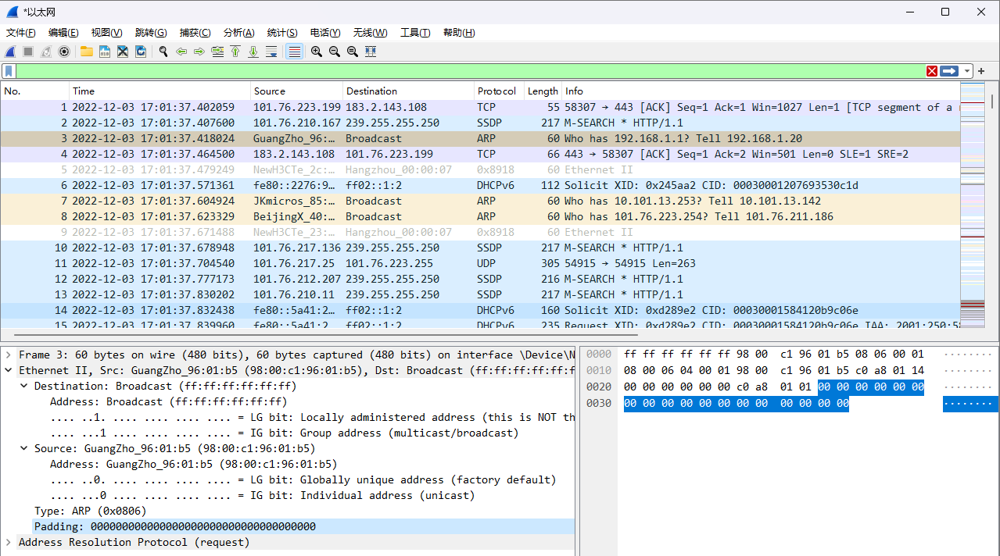 *以太网
文件(F) 编辑(E) 视图(V) 跳转(G) 捕获(C) 分析(A) 统计(S) 电话(Y) 无线(W) 工具(T) 帮助(H)
No. Time Source Destination Protocol Length Info
1 2022-12-03 17:01:37.402059 101.76.223.199 183.2.143.108 TCP 55 58307 → 443 [ACK] Seq=1 Ack=1 Win=1027 Len=1 [TCP segment of a
2 2022-12-03 17:01:37.407600 101.76.210.167 239.255.255.250 SSDP 217 M-SEARCH * HTTP/1.1
3 2022-12-03 17:01:37.418024 GuangZho_96:… Broadcast ARP 60 Who has 192.168.1.1? Tell 192.168.1.20
4 2022-12-03 17:01:37.464500 183.2.143.108 101.76.223.199 TCP 66 443 → 58307 [ACK] Seq=1 Ack=2 Win=501 Len=0 SLE=1 SRE=2
5 2022-12-03 17:01:37.479249 NewH3CTe_2c:… Hangzhou_00:00:07 0x8918 60 Ethernet II
6 2022-12-03 17:01:37.571361 fe80::2276:9… ff02::1:2 DHCPv6 112 Solicit XID: 0x245aa2 CID: 00030001207693530c1d
7 2022-12-03 17:01:37.604924 JKmicros_85:… Broadcast ARP 60 Who has 10.101.13.253? Tell 10.101.13.142
8 2022-12-03 17:01:37.623329 BeijingX_40:… Broadcast ARP 60 Who has 101.76.223.254? Tell 101.76.211.186
9 2022-12-03 17:01:37.671488 NewH3CTe_23:… Hangzhou_00:00:07 0x8918 60 Ethernet II
10 2022-12-03 17:01:37.678948 101.76.217.136 239.255.255.250 SSDP 217 M-SEARCH * HTTP/1.1
11 2022-12-03 17:01:37.704540 101.76.217.25 101.76.223.255 UDP 305 54915 → 54915 Len=263
12 2022-12-03 17:01:37.777173 101.76.212.207 239.255.255.250 SSDP 216 M-SEARCH * HTTP/1.1
13 2022-12-03 17:01:37.830202 101.76.210.11 239.255.255.250 SSDP 217 M-SEARCH * HTTP/1.1
14 2022-12-03 17:01:37.832438 fe80::5a41:2… ff02::1:2 DHCPv6 160 Solicit XID: 0xd289e2 CID: 00030001584120b9c06e
15 2022-12-03 17:01:37.839960 fe80::5a41:2… ff02::1:2 DHCPv6 235 Request XID: 0xd289e2 CID: 00030001584120b9c06e IAA: 2001:250:5
Frame 3: 60 bytes on wire (480 bits), 60 bytes captured (480 bits) on interface \Device\N
Ethernet II, Src: GuangZho_96:01:b5 (98:00:c1:96:01:b5), Dst: Broadcast (ff:ff:ff:ff:ff:f
Destination: Broadcast (ff:ff:ff:ff:ff:ff)
Address: Broadcast (ff:ff:ff:ff:ff:ff)
.... ..1. .... .... .... .... = LG bit: Locally administered address (this is NOT th
.... ...1 .... .... .... .... = IG bit: Group address (multicast/broadcast)
Source: GuangZho_96:01:b5 (98:00:c1:96:01:b5)
Address: GuangZho_96:01:b5 (98:00:c1:96:01:b5)
.... ..0. .... .... .... .... = LG bit: Globally unique address (factory default)
.... ...0 .... .... .... .... = IG bit: Individual address (unicast)
Type: ARP (0x0806)
Padding: 000000000000000000000000000000000000
Address Resolution Protocol (request)
0000 ff ff ff ff ff ff 98 00 c1 96 01 b5 08 06 00 01 ········
0010 08 00 06 04 00 01 98 00 c1 96 01 b5 c0 a8 01 14 ········
0020 00 00 00 00 00 00 c0 a8 01 01 00 00 00 00 00 00 ········
0030 00 00 00 00 00 00 00 00 00 00 00 00 ········